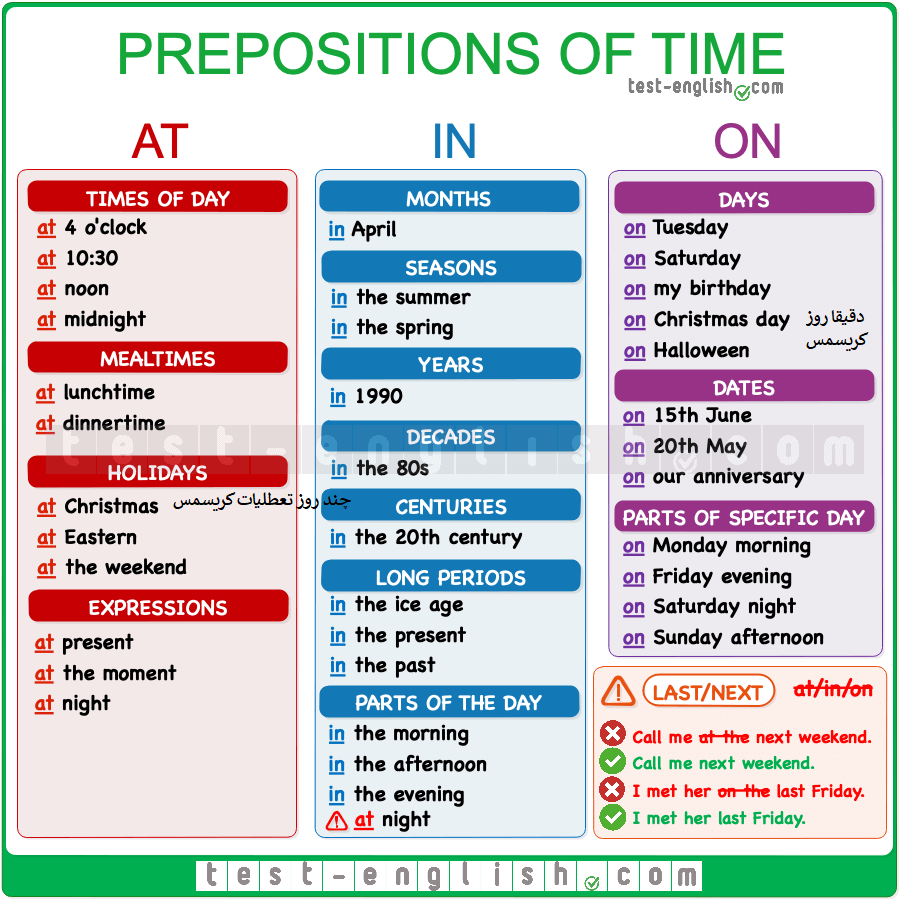 PREPOSITIONS OF TIME
test-english.com
AT
TIMES OF DAY
at 4 o'clock
at 10:30
at noon
at midnight
MEALTIMES
at lunchtime
at dinnertime
HOLIDAYS
at Christmas چند روز تعطلیات کریسمس
at Eastern
at the weekend
EXPRESSIONS
at present
at the moment
at night
IN
MONTHS
in April
SEASONS
in the summer
in the spring
YEARS
in 1990
DECADES
in the 80s
CENTURIES
in the 20th century
LONG PERIODS
in the ice age
in the present
in the past
PARTS OF THE DAY
in the morning
in the afternoon
in the evening
at night
ON
DAYS
on Tuesday
on Saturday
on my birthday
on Christmas day دقیقا روز
کریسمس
on Halloween
DATES
on 15th June
on 20th May
on our anniversary
PARTS OF SPECIFIC DAY
on Monday morning
on Friday evening
on Saturday night
on Sunday afternoon
LAST/NEXT at/in/on
Call me at the next weekend.
Call me next weekend.
I met her on the last Friday.
I met her last Friday.
test-english.com
test-english.com